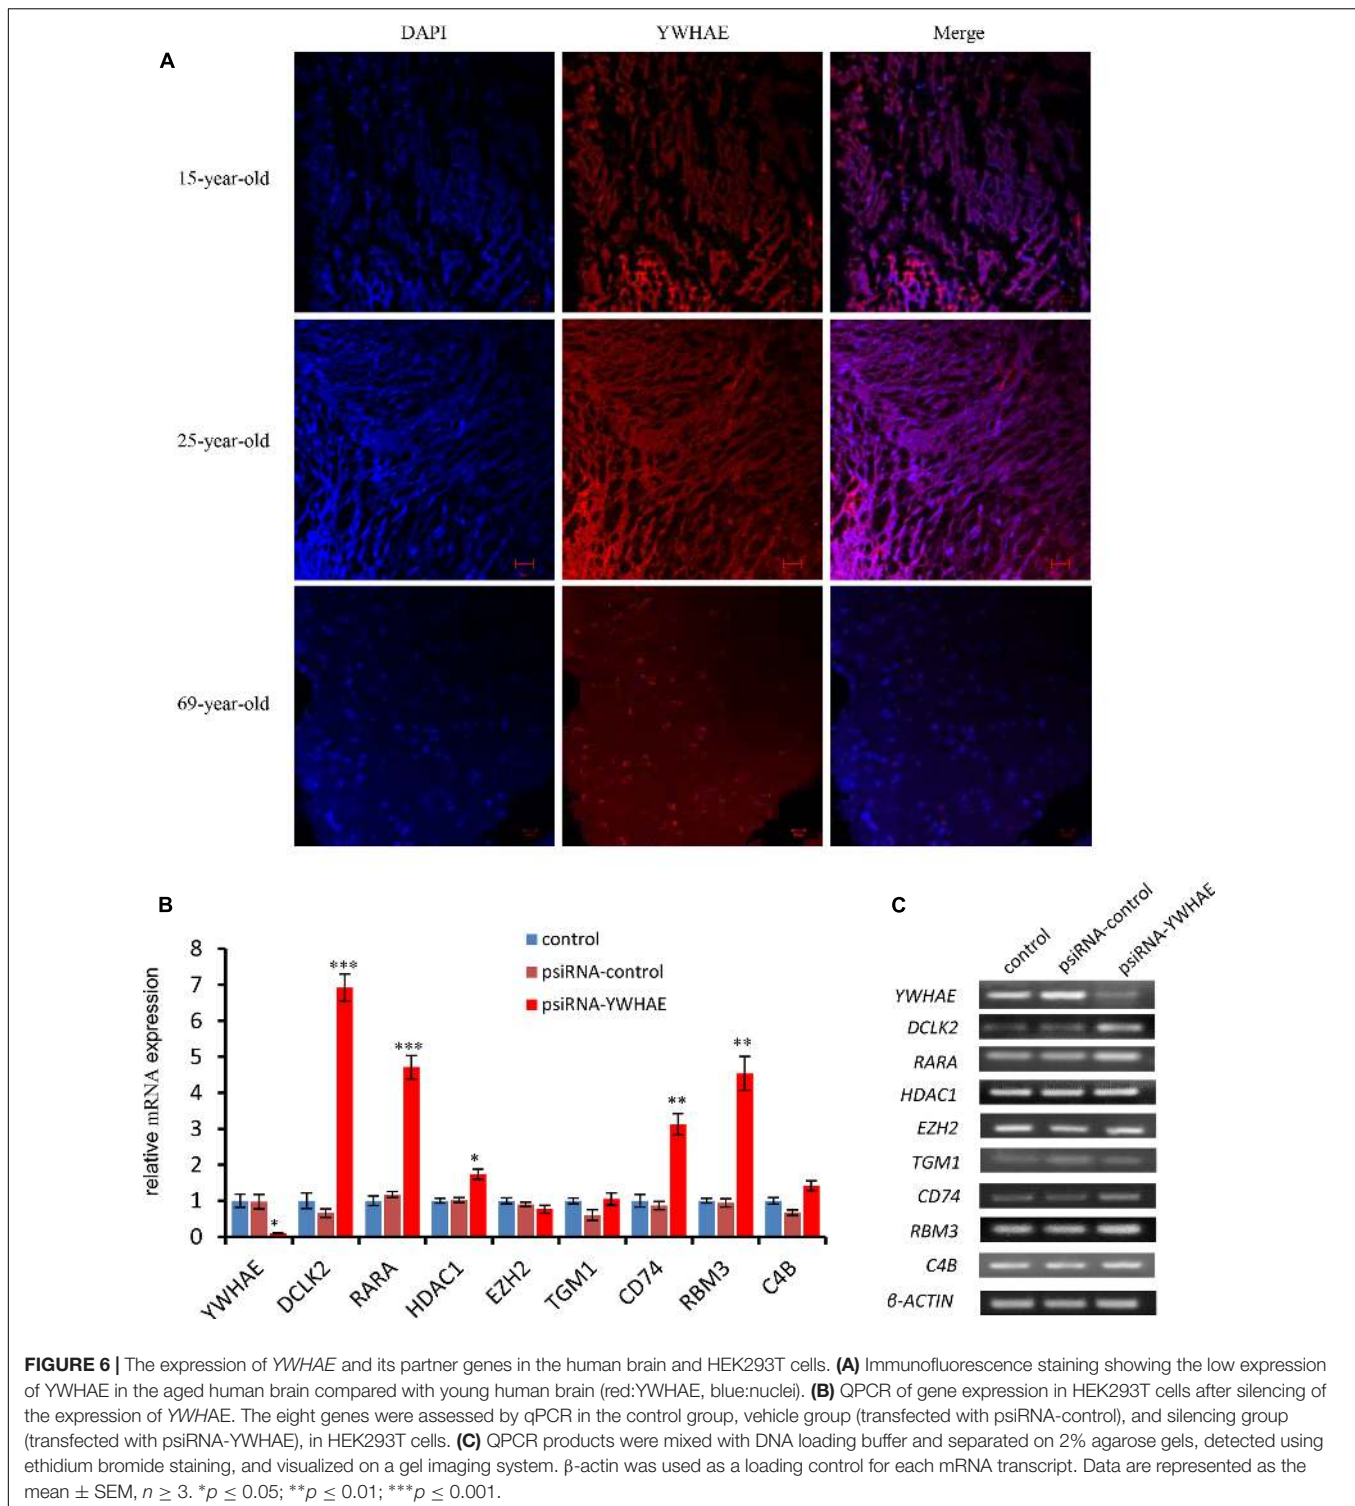 DAPI YWHAE Merge
A
15-year-old
25-year-old
69-year-old
B
control
psiRNA-control
psiRNA-YWHAE
relative mRNA expression
8
7
6
5
4
3
2
1
0
*
***
***
*
**
**
YWHAE DCLK2 RARA HDAC1 EZH2 TGM1 CD74 RBM3 C4B
C
control psiRNA-control psiRNA-YWHAE
YWHAE
DCLK2
RARA
HDAC1
EZH2
TGM1
CD74
RBM3
C4B
β-ACTIN
FIGURE 6 | The expression of YWHAE and its partner genes in the human brain and HEK293T cells. (A) Immunofluorescence staining showing the low expression
of YWHAE in the aged human brain compared with young human brain (red:YWHAE, blue:nuclei). (B) QPCR of gene expression in HEK293T cells after silencing of
the expression of YWHAE. The eight genes were assessed by qPCR in the control group, vehicle group (transfected with psiRNA-control), and silencing group
(transfected with psiRNA-YWHAE), in HEK293T cells. (C) QPCR products were mixed with DNA loading buffer and separated on 2% agarose gels, detected using
ethidium bromide staining, and visualized on a gel imaging system. β-actin was used as a loading control for each mRNA transcript. Data are represented as the
mean ± SEM, n ≥ 3. *p ≤ 0.05; **p ≤ 0.01; ***p ≤ 0.001.